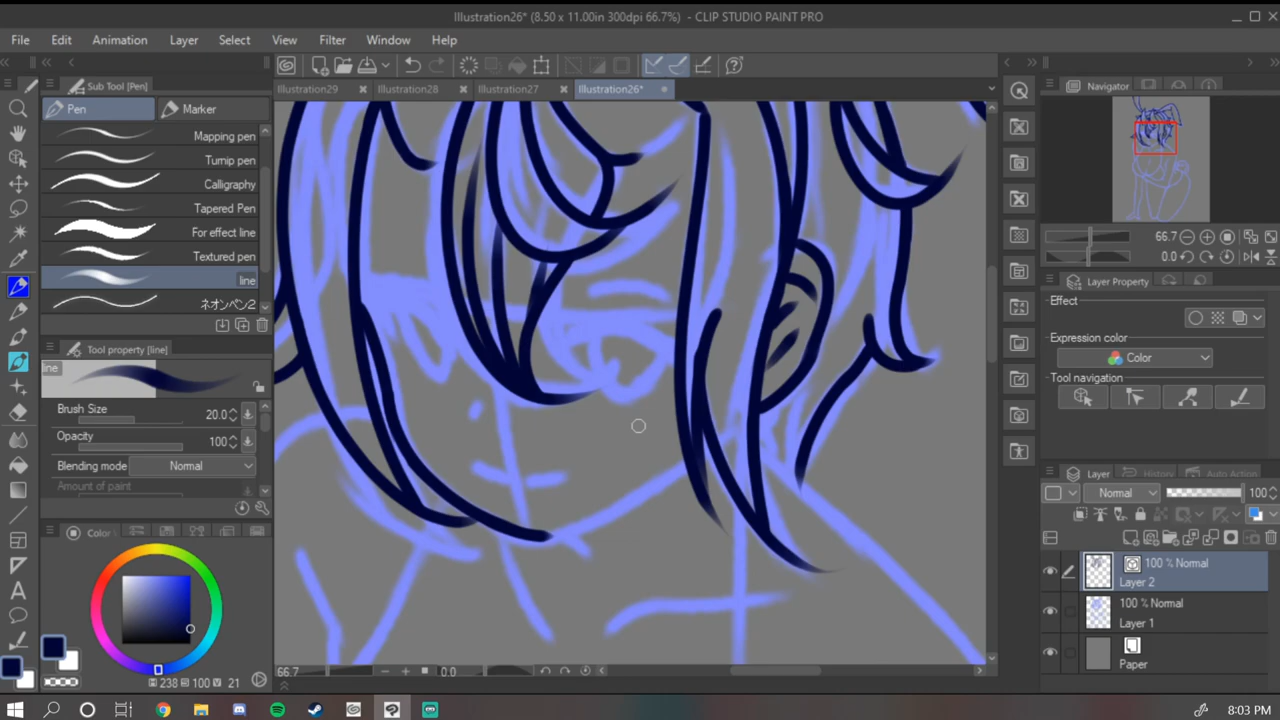 Illustration26* (8.50 x 11.00in 300dpi 66.7%) - CLIP STUDIO PAINT PRO
File Edit Animation Layer Select View Filter Window Help
Sub Tool [Pen]
Illustration29 Illustration28 Illustration27 Illustration26*
Navigator
Pen Marker
Mapping pen
Turnip pen
Calligraphy
Tapered Pen
For effect line
Textured pen
line
ネオンペン2
66.7
0.0
Layer Property
Effect
Expression color
Color
Tool navigation
Tool property [line]
line
Brush Size 20.0
Opacity 100
Blending mode Normal
Amount of paint
Layer History Auto Action
Normal 100
100 % Normal
Layer 2
100 % Normal
Layer 1
Paper
Colo
238 100 V 21
66.7 0.0
8:03 PM